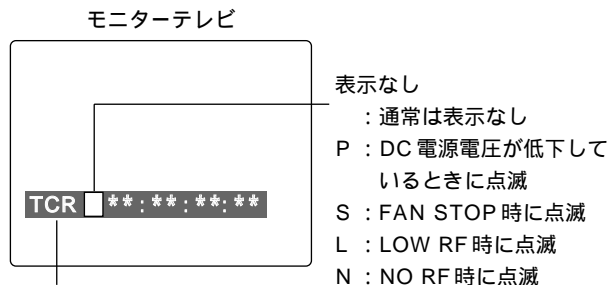 モニターテレビ
表示なし
：通常は表示なし
P ：DC 電源電圧が低下して
いるときに点滅
TCR **:**:**:**
S ：FAN STOP 時に点滅
L ：LOW RF 時に点滅
N ：NO RF 時に点滅